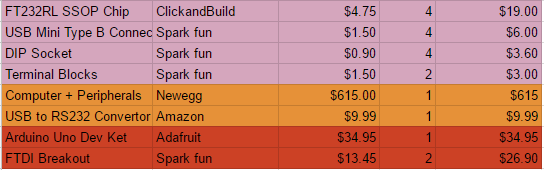 FT232RL SSOP Chip ClickandBuild $4.75 4 $19.00
USB Mini Type B Connec Spark fun $1.50 4 $6.00
DIP Socket Spark fun $0.90 4 $3.60
Terminal Blocks Spark fun $1.50 2 $3.00
Computer + Peripherals Newegg $615.00 1 $615
USB to RS232 Convertor Amazon $9.99 1 $9.99
Arduino Uno Dev Ket Adafruit $34.95 1 $34.95
FTDI Breakout Spark fun $13.45 2 $26.90